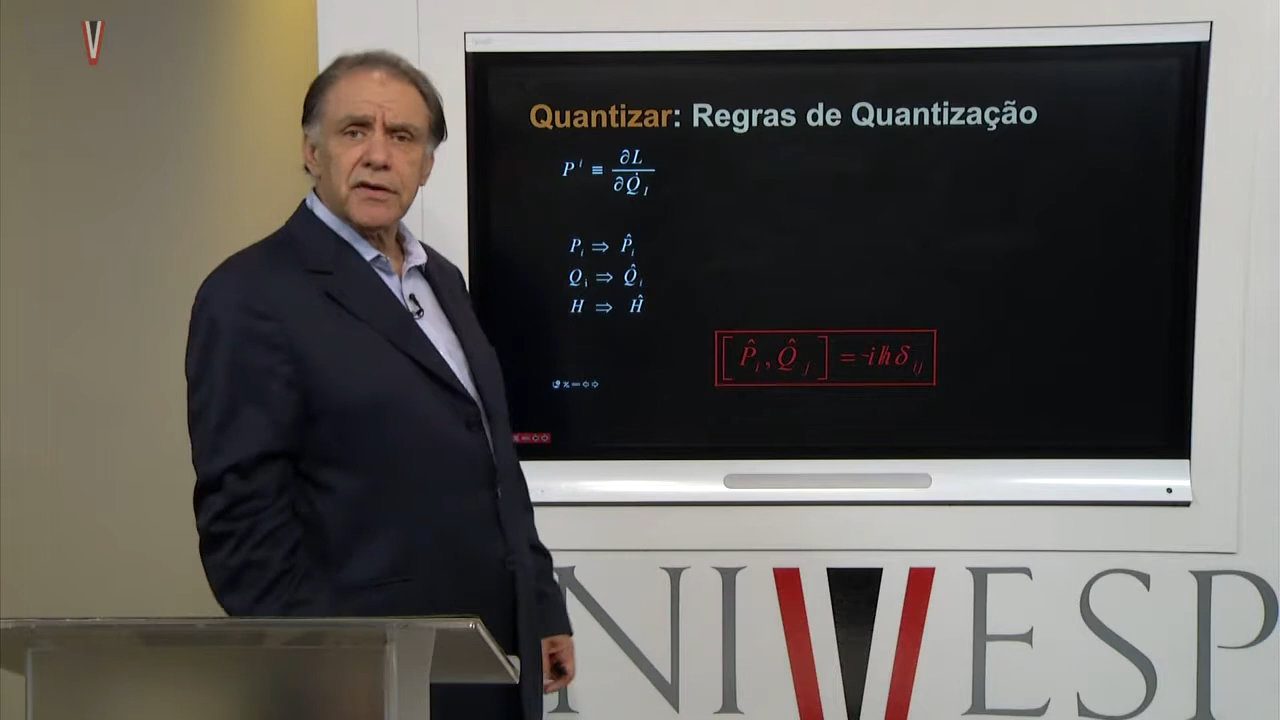 Quantizar: Regras de Quantização
P^i ≡ ∂L / ∂Q̇_i
P_i ⇒ P̂_i
Q_i ⇒ Q̂_i
H ⇒ Ĥ
[P̂_i, Q̂_j] = -iħδ_ij
NIVESP